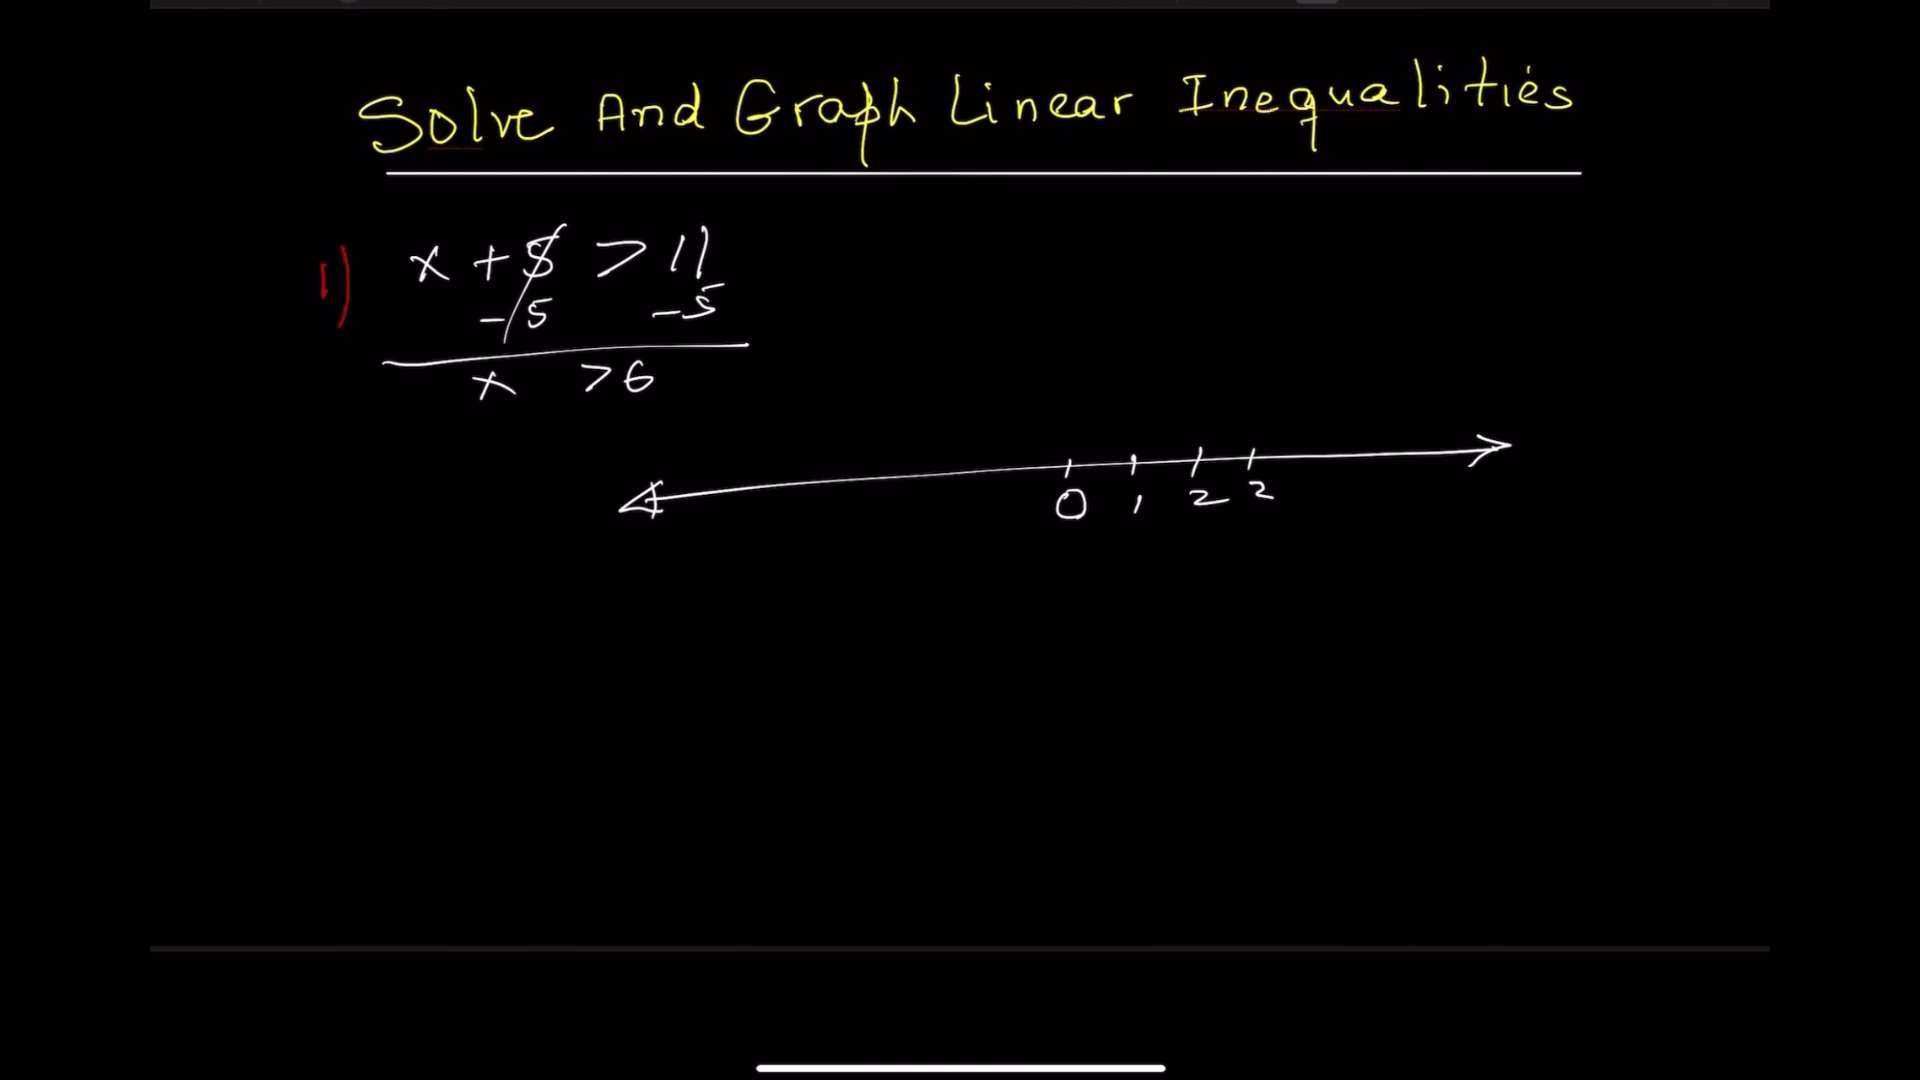 Solve And Graph Linear Inequalities
1) x + 5 > 11
-5 -5
x > 6
0 1 2 2